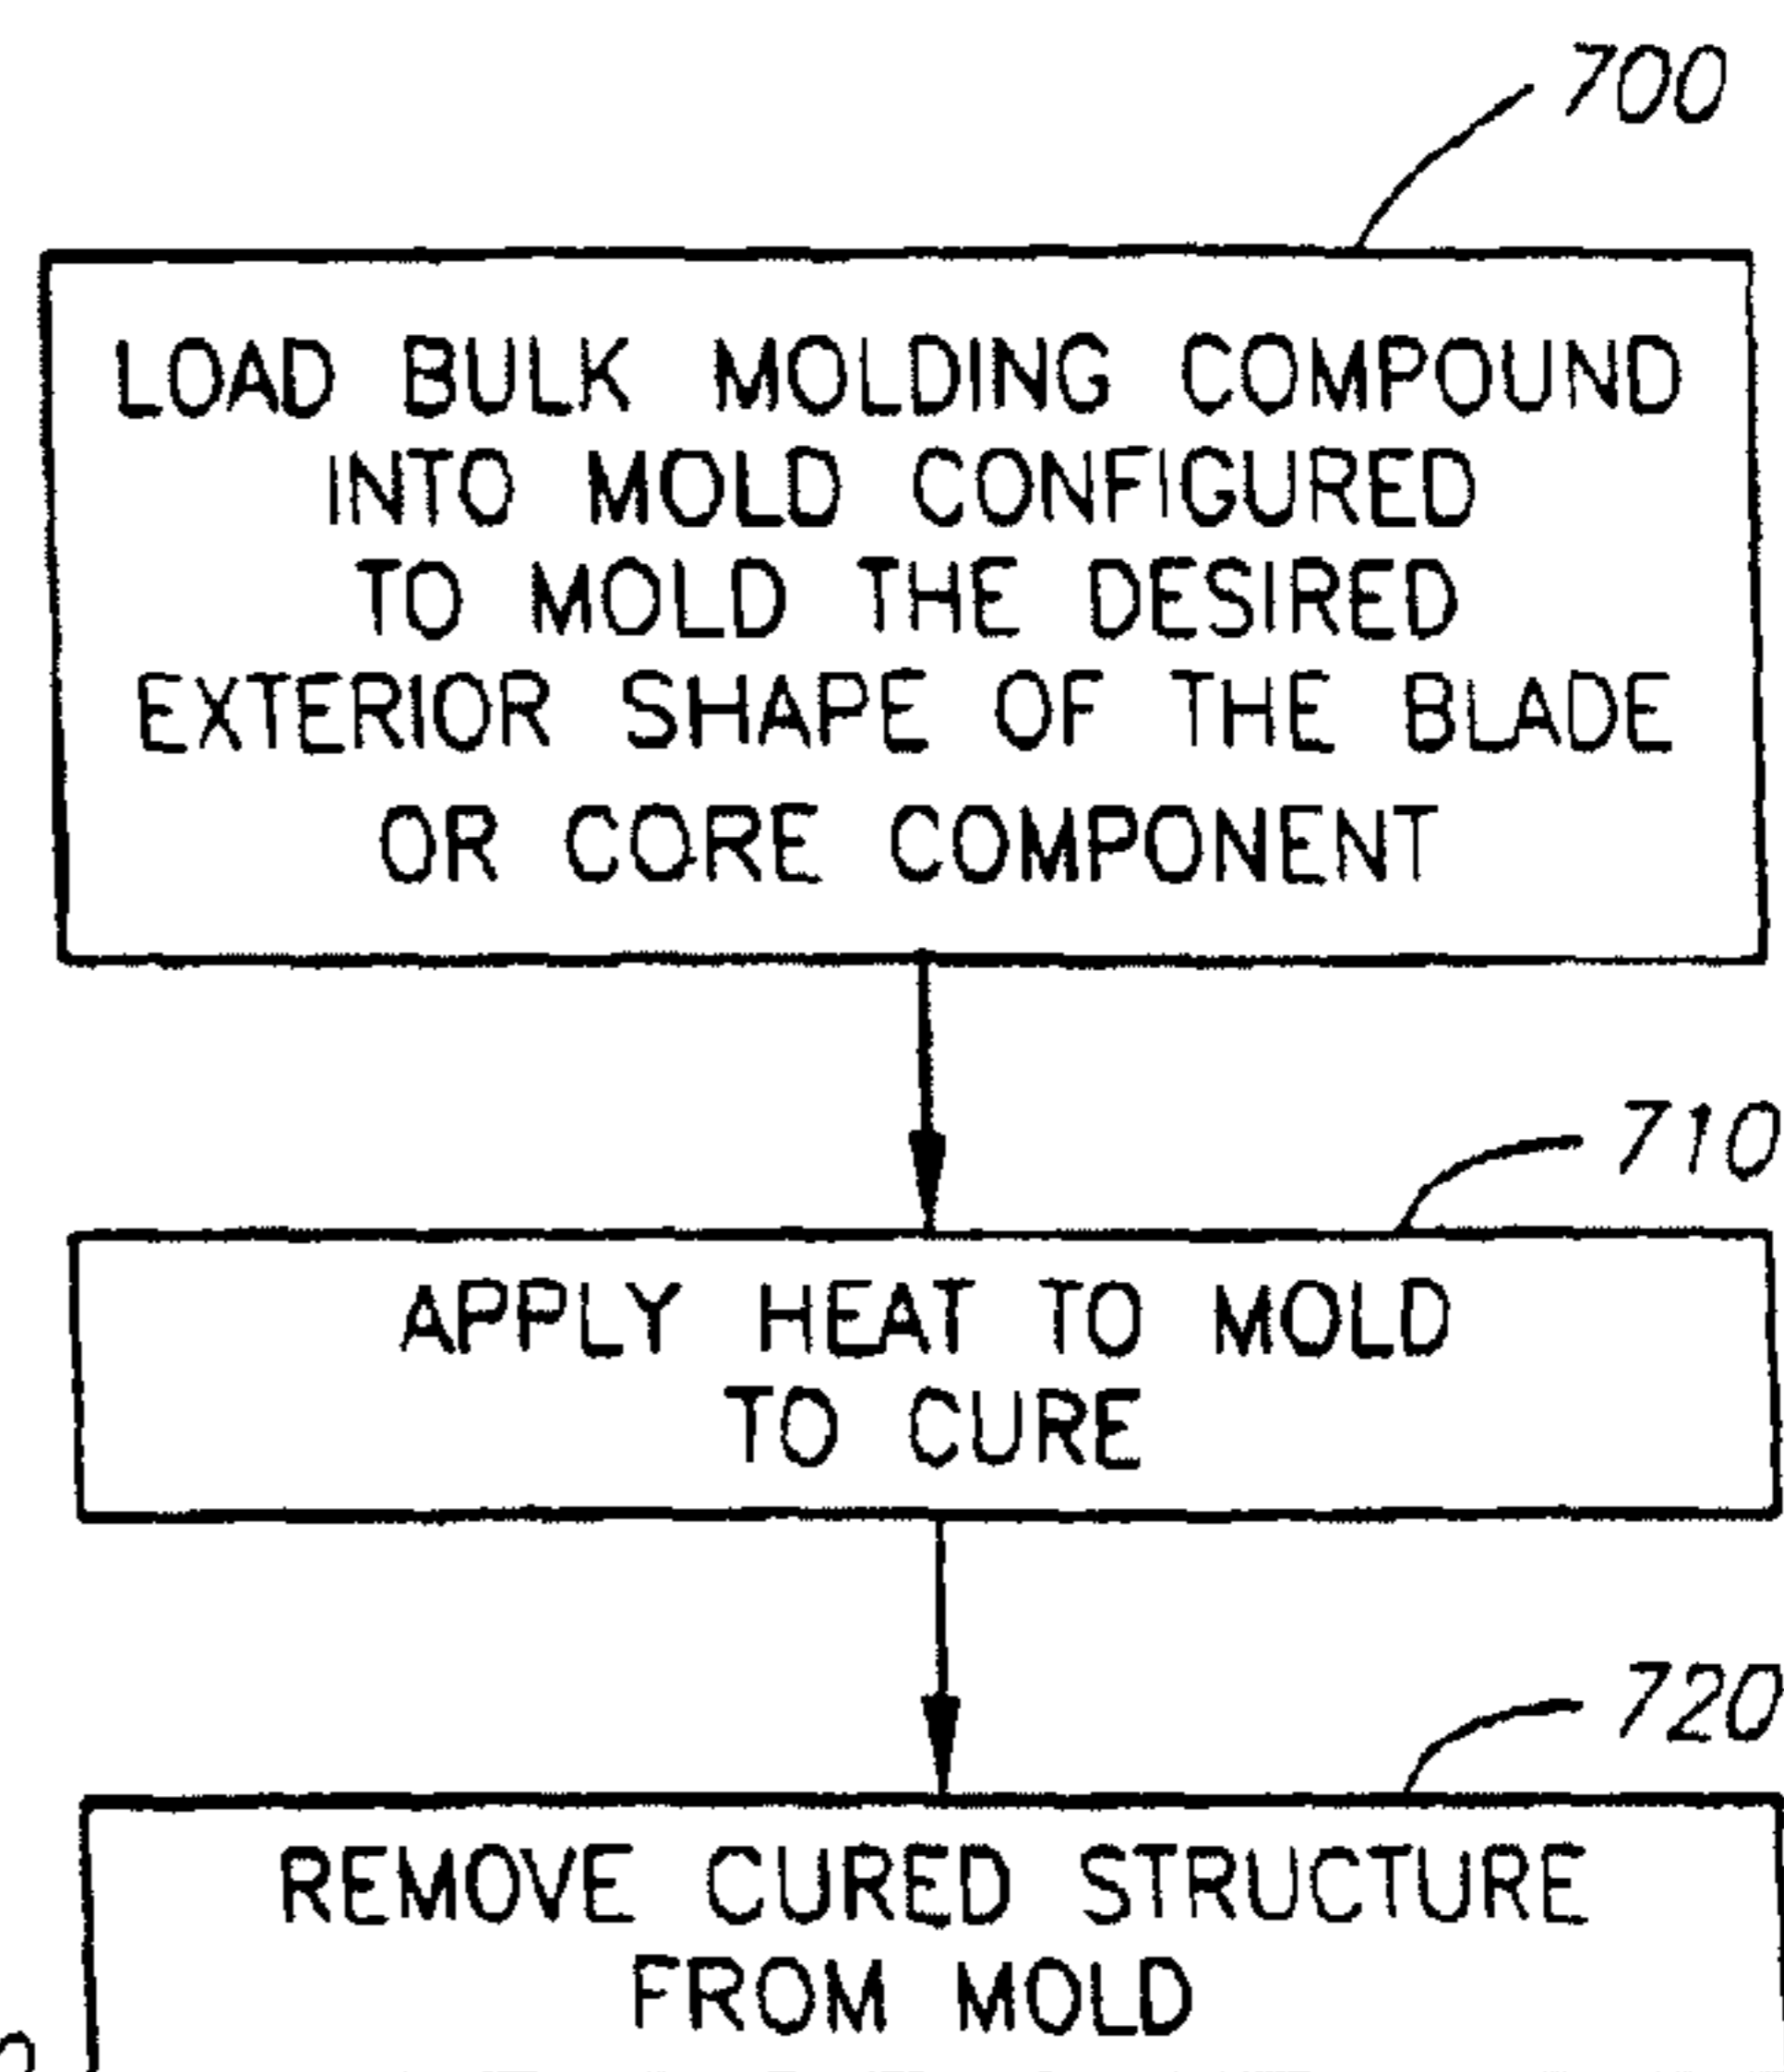 700
LOAD BULK MOLDING COMPOUND
INTO MOLD CONFIGURED
TO MOLD THE DESIRED
EXTERIOR SHAPE OF THE BLADE
OR CORE COMPONENT
710
APPLY HEAT TO MOLD
TO CURE
720
REMOVE CURED STRUCTURE
FROM MOLD